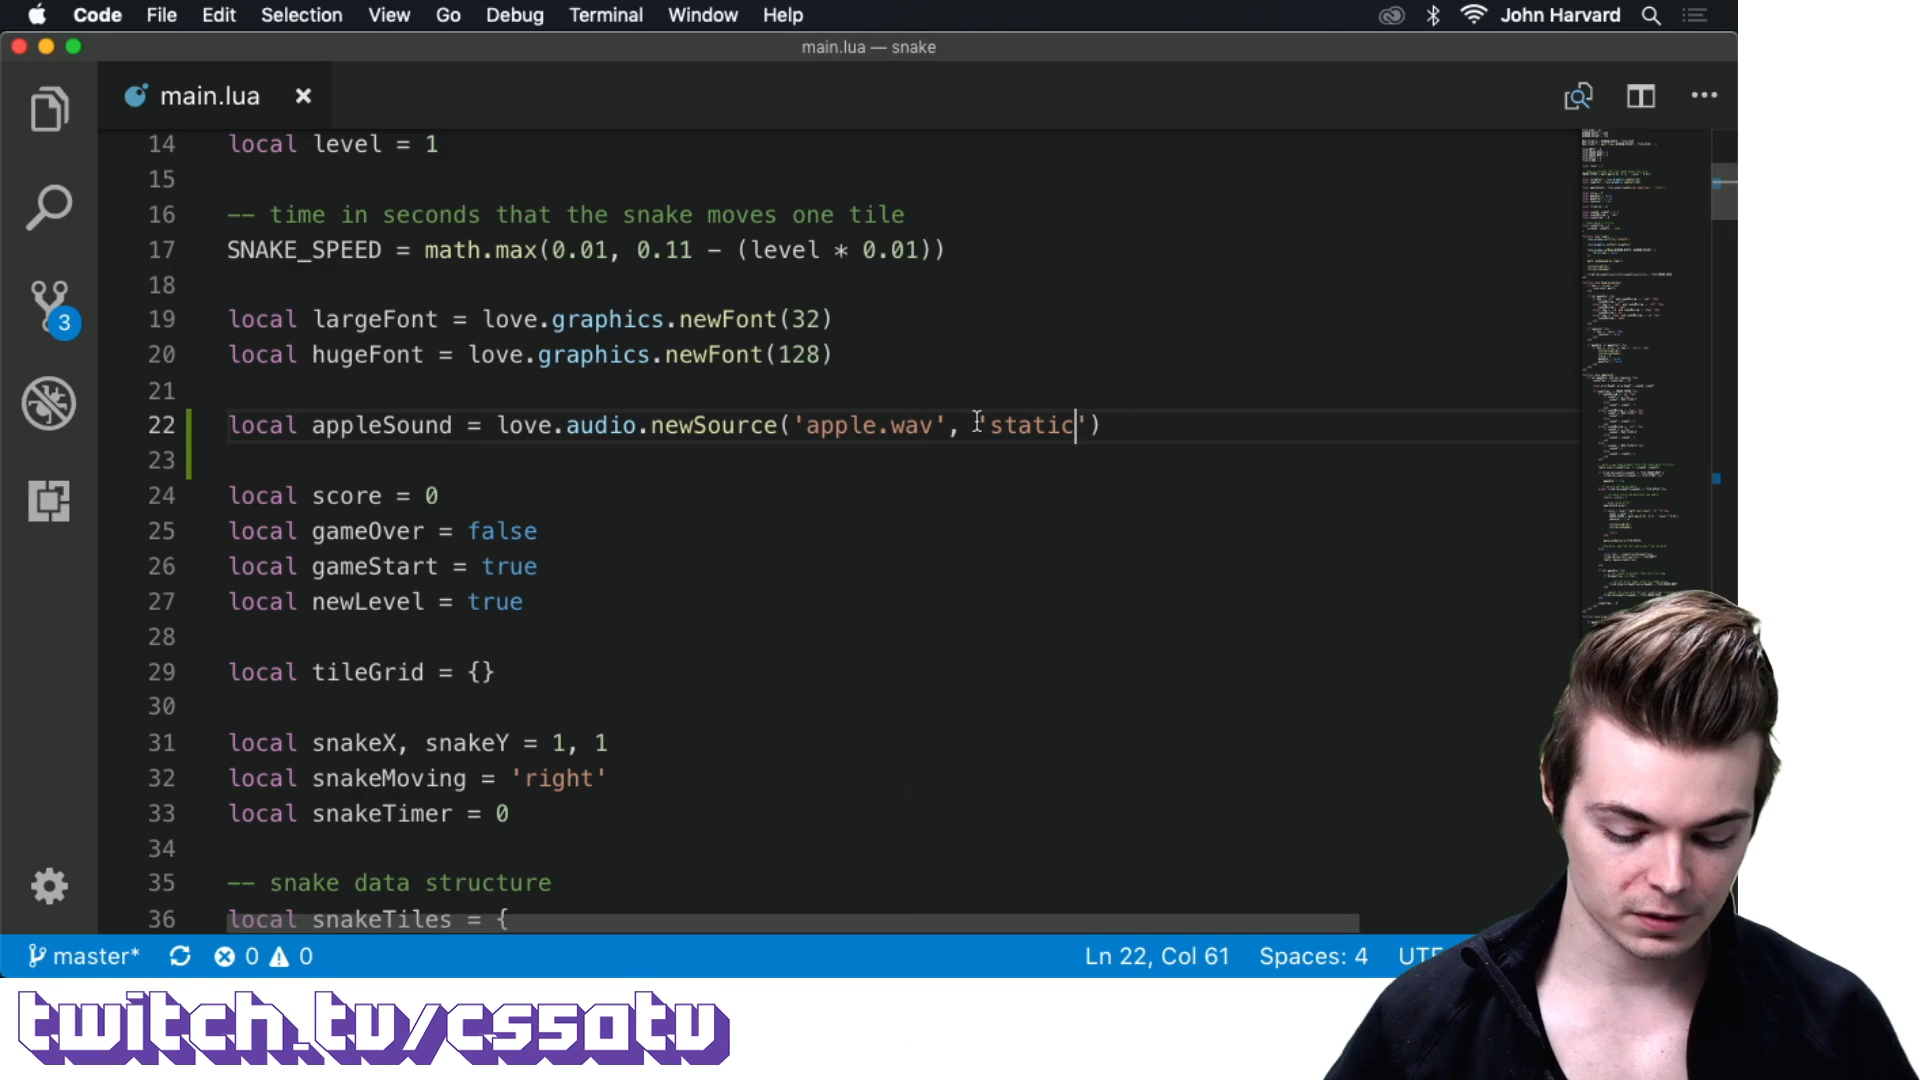 Code File Edit Selection View Go Debug Terminal Window Help John Harvard
main.lua — snake
main.lua
14 local level = 1
15
16 -- time in seconds that the snake moves one tile
17 SNAKE_SPEED = math.max(0.01, 0.11 - (level * 0.01))
18
19 local largeFont = love.graphics.newFont(32)
20 local hugeFont = love.graphics.newFont(128)
21
22 local appleSound = love.audio.newSource('apple.wav', 'static')
23
24 local score = 0
25 local gameOver = false
26 local gameStart = true
27 local newLevel = true
28
29 local tileGrid = {}
30
31 local snakeX, snakeY = 1, 1
32 local snakeMoving = 'right'
33 local snakeTimer = 0
34
35 -- snake data structure
36 local snakeTiles = {
3
master* 0 0 Ln 22, Col 61 Spaces: 4
twitch.tv/cs50tv